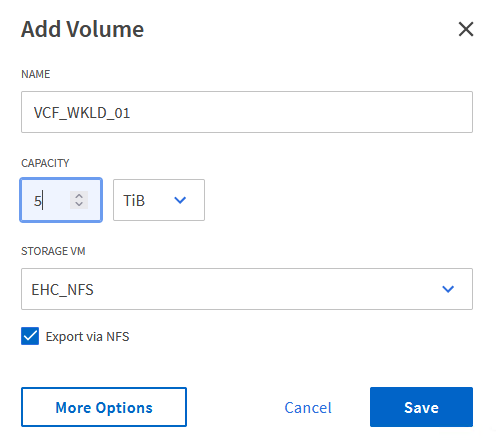 Add Volume
NAME
VCF_WKLD_01
CAPACITY
5 TiB
STORAGE VM
EHC_NFS
Export via NFS
More Options Cancel Save